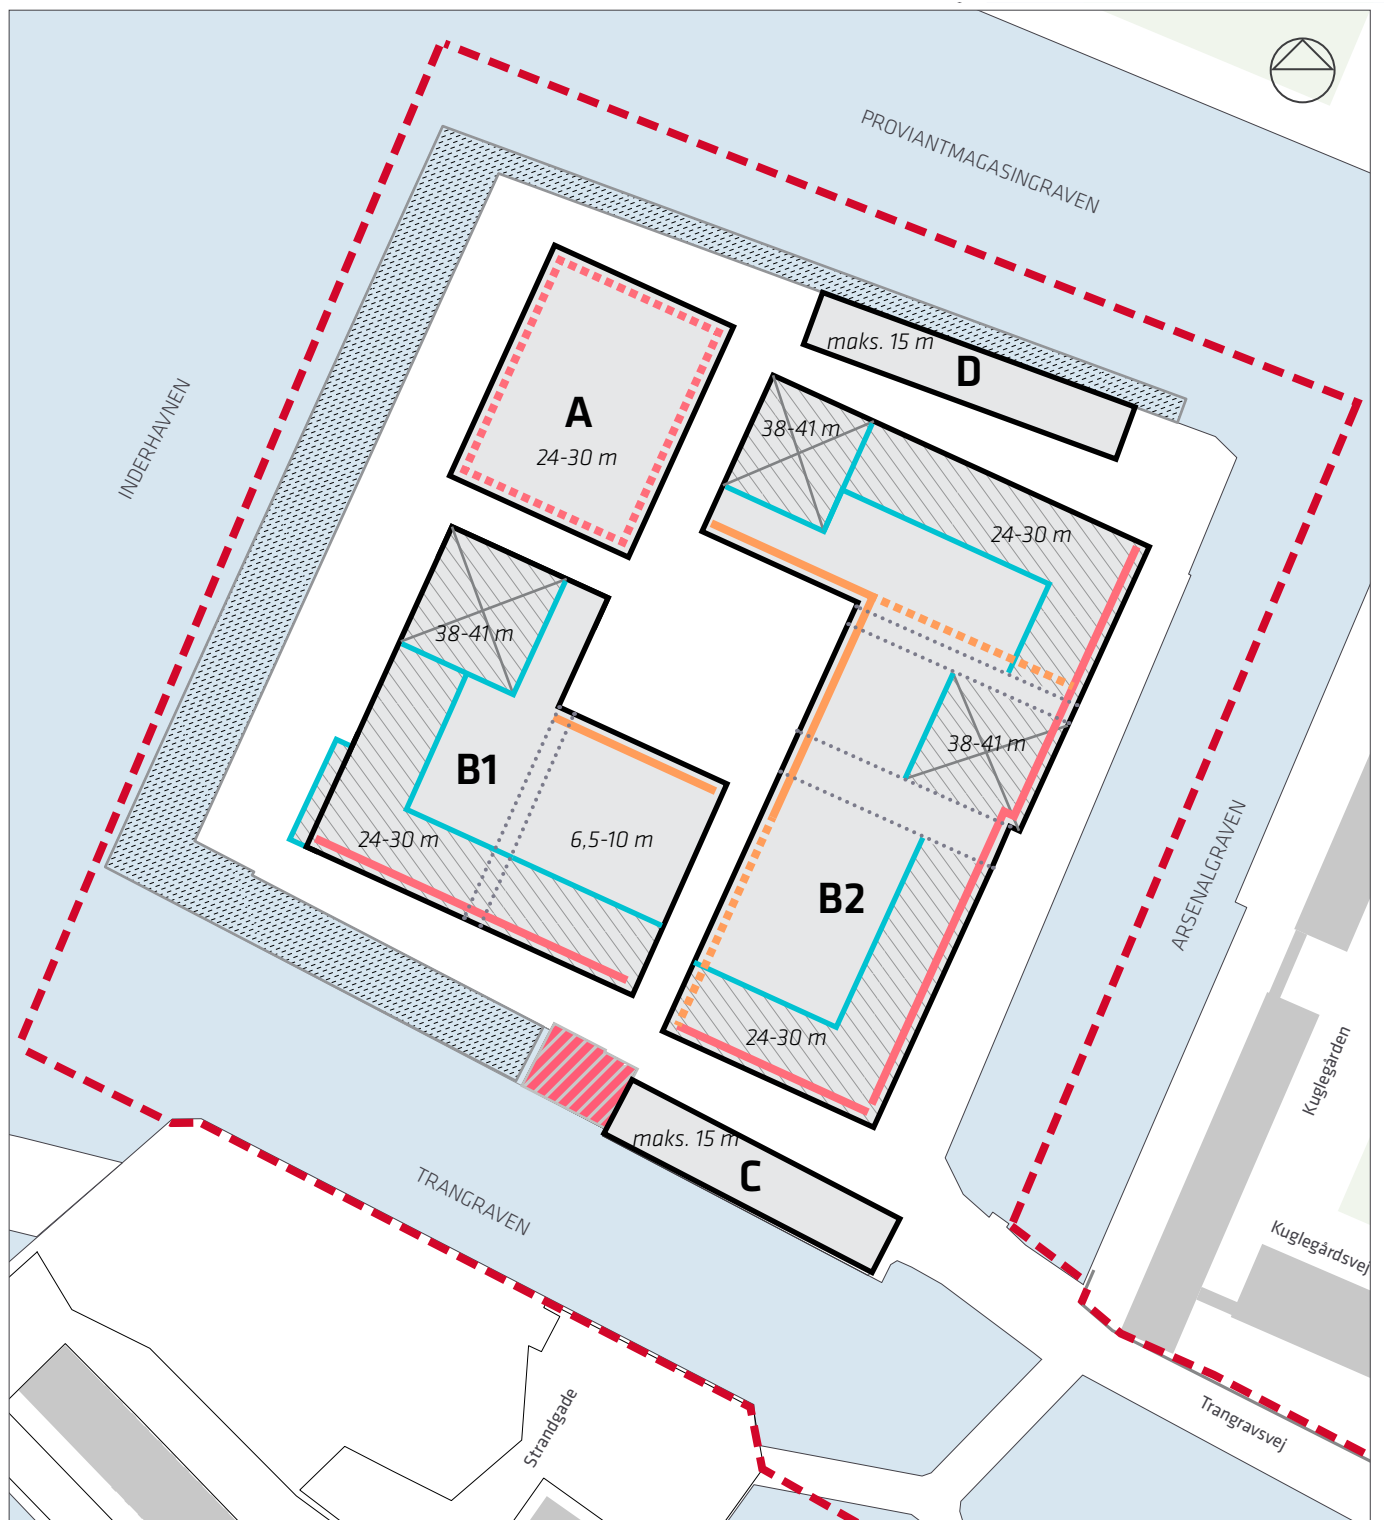 PROVIANTMAGASINGRAVEN
INDERHAVNEN
maks. 15 m
D
A
24-30 m
38-41 m
24-30 m
38-41 m
38-41 m
B1
24-30 m
6,5-10 m
B2
24-30 m
ARSENALGRAVEN
Kuglegården
maks. 15 m
C
TRANGRAVEN
Kuglegårdsvej
Strandgade
Trangravsvej